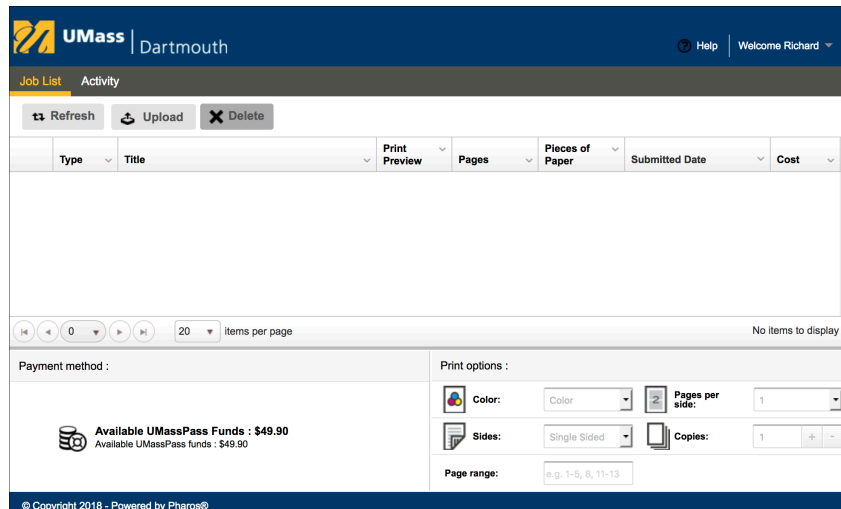 UMass | Dartmouth
Help Welcome Richard
Job List Activity
Refresh Upload Delete
Type Title Print Preview Pages Pieces of Paper Submitted Date Cost
0 20 items per page No items to display
Payment method : Print options :
Color: Color 2 Pages per side: 1
Available UMassPass Funds : $49.90
Available UMassPass funds : $49.90
Sides: Single Sided Copies: 1 + -
Page range: e.g. 1-5, 8, 11-13
© Copyright 2018 - Powered by Pharos®